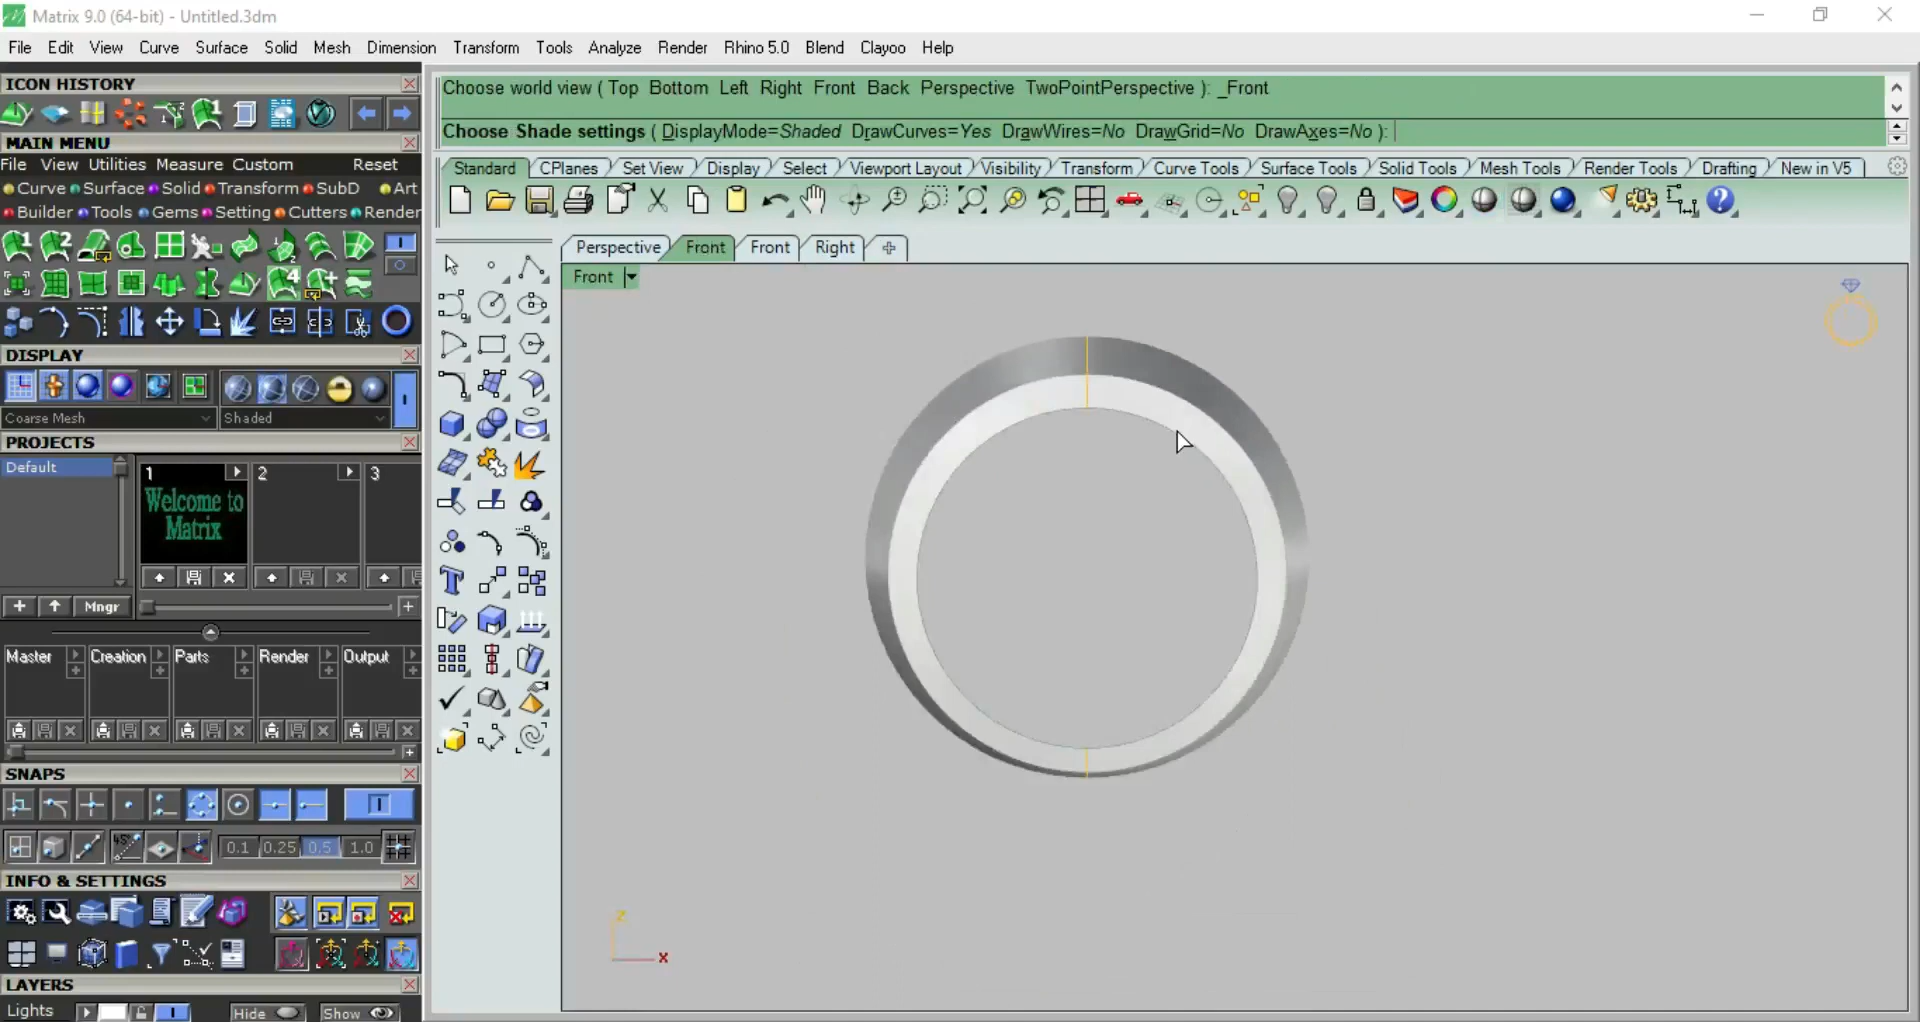 Matrix 9.0 (64-bit) - Untitled.3dm
File Edit View Curve Surface Solid Mesh Dimension Transform Tools Analyze Render Rhino 5.0 Blend Clayoo Help
ICON HISTORY
Choose world view ( Top Bottom Left Right Front Back Perspective TwoPointPerspective ): _Front
Choose Shade settings ( DisplayMode=Shaded DrawCurves=Yes DrawWires=No DrawGrid=No DrawAxes=No ):
MAIN MENU
File View Utilities Measure Custom Reset
Curve Surface Solid Transform SubD Art
Builder Tools Gems Setting Cutters Render
Standard CPlanes Set View Display Select Viewport Layout Visibility Transform Curve Tools Surface Tools Solid Tools Mesh Tools Render Tools Drafting New in V5
Perspective Front Front Right
Front
DISPLAY
Coarse Mesh Shaded
PROJECTS
Default
1 2 3
Welcome to
Matrix
Mngr
Master Creation Parts Render Output
SNAPS
45°
0.1 0.25 0.5 1.0
INFO & SETTINGS
LAYERS
Lights Hide Show
z
x